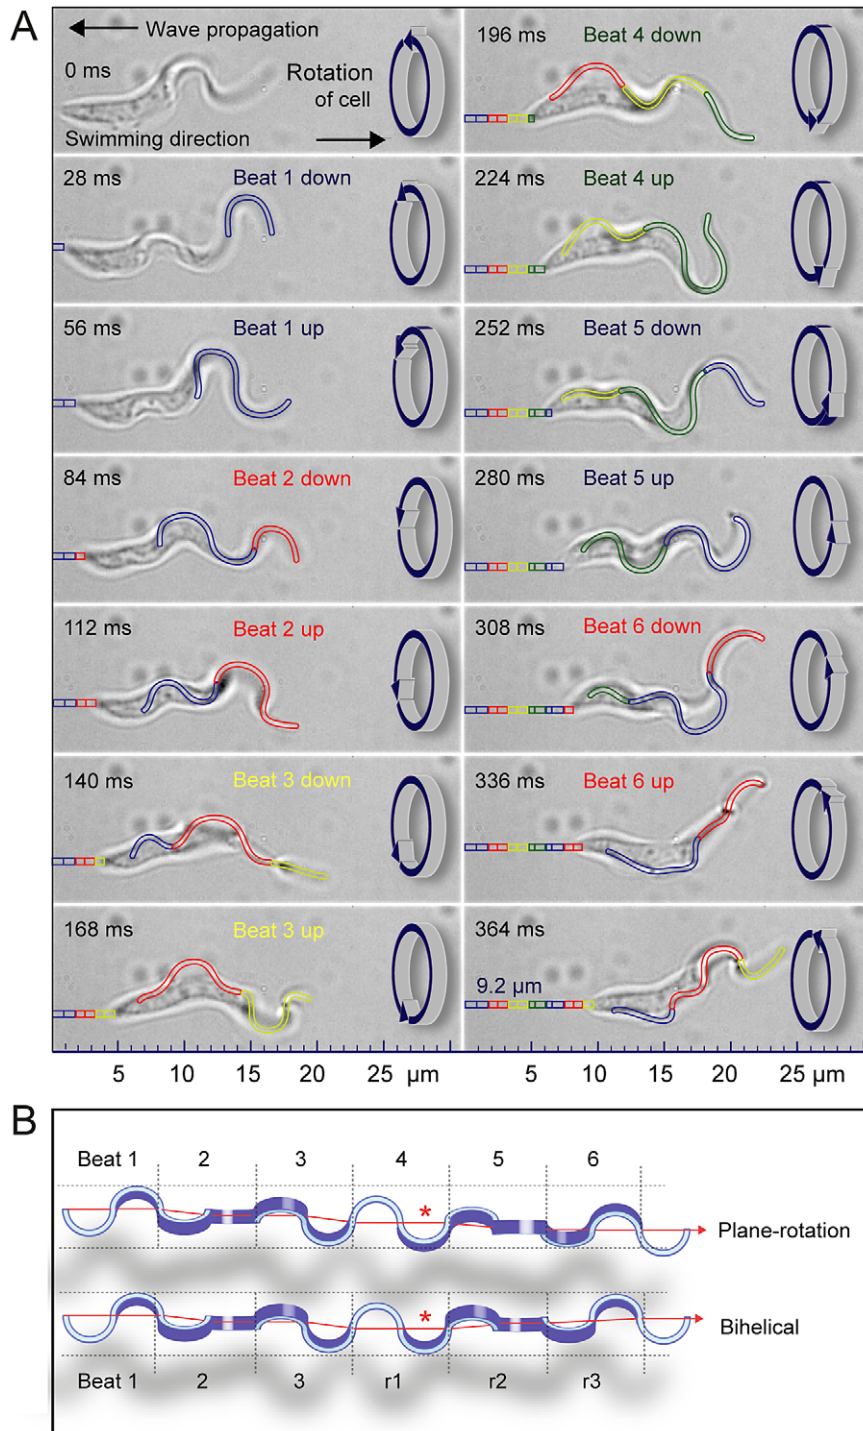 A
Wave propagation
0 ms
Rotation
of cell
Swimming direction
28 ms
Beat 1 down
56 ms
Beat 1 up
84 ms
Beat 2 down
112 ms
Beat 2 up
140 ms
Beat 3 down
168 ms
Beat 3 up
196 ms
Beat 4 down
224 ms
Beat 4 up
252 ms
Beat 5 down
280 ms
Beat 5 up
308 ms
Beat 6 down
336 ms
Beat 6 up
364 ms
9.2 µm
5 10 15 20 25 µm
5 10 15 20 25 µm
B
Beat 1 2 3 4 5 6
*
Plane-rotation
*
Bihelical
Beat 1 2 3 r1 r2 r3